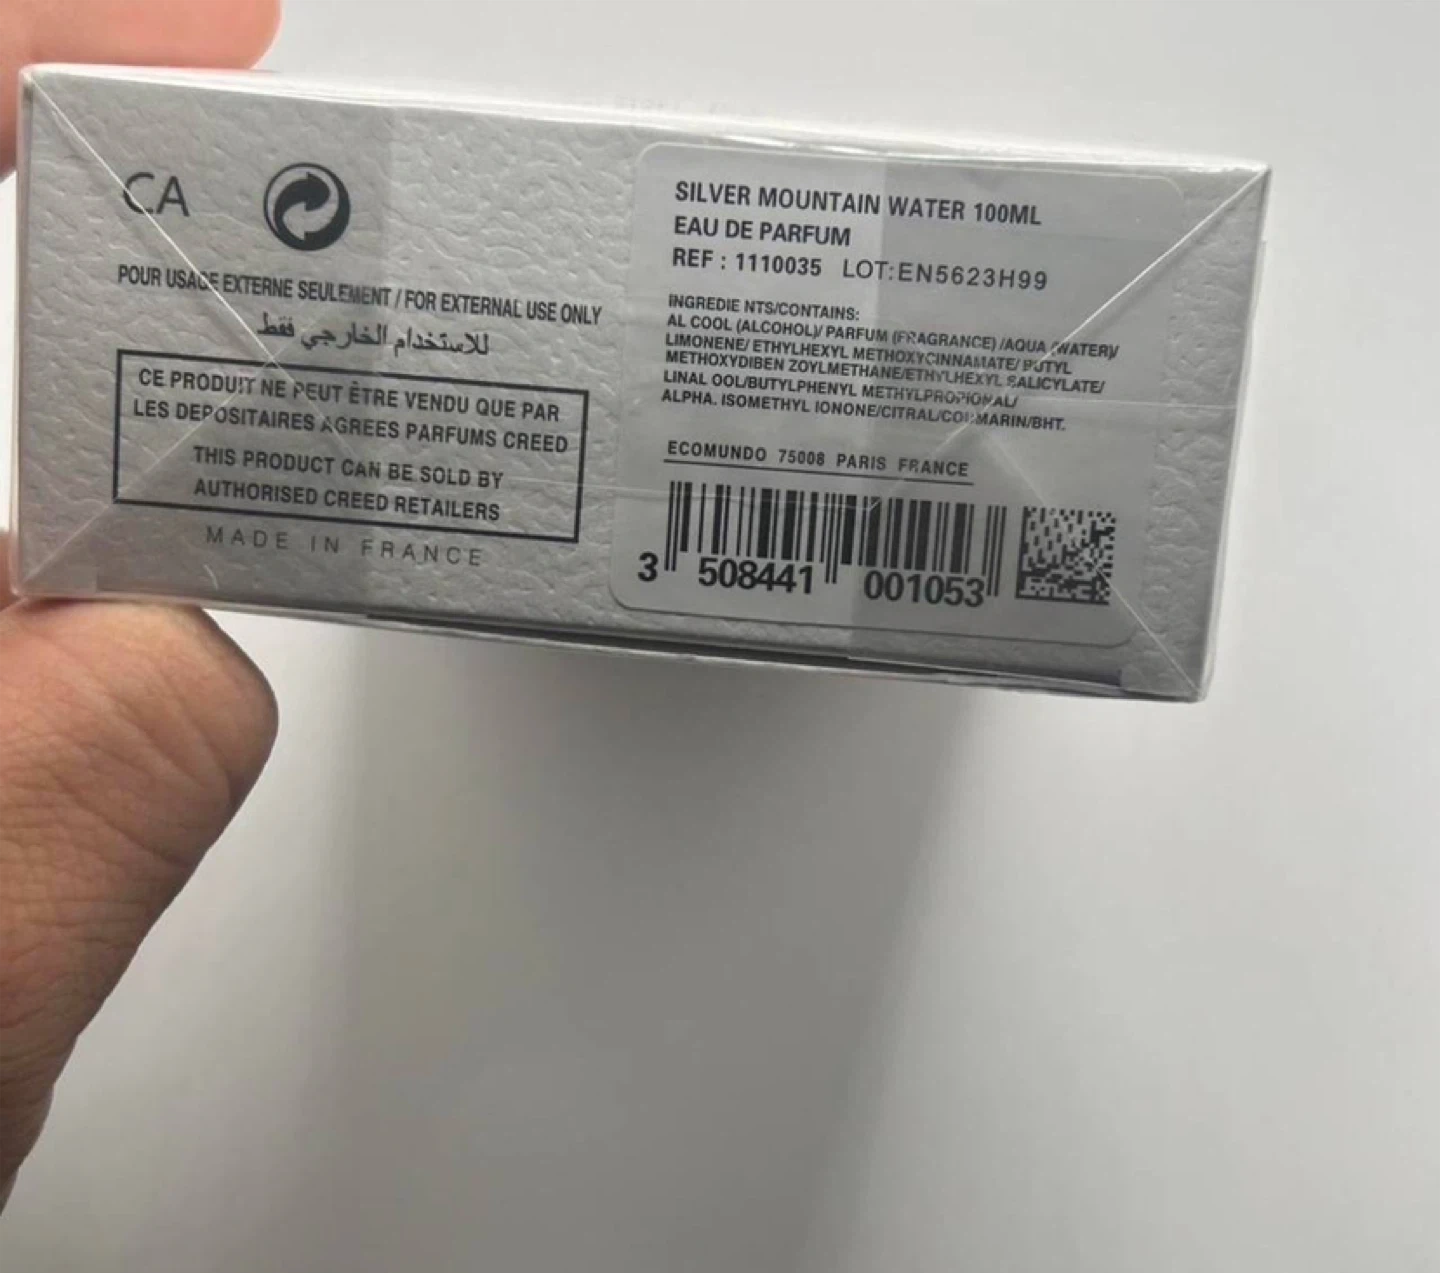 CA
POUR USAGE EXTERNE SEULEMENT / FOR EXTERNAL USE ONLY
للاستخدام الخارجي فقط
CE PRODUIT NE PEUT ÊTRE VENDU QUE PAR
LES DEPOSITAIRES AGREES PARFUMS CREED
THIS PRODUCT CAN BE SOLD BY
AUTHORISED CREED RETAILERS
MADE IN FRANCE
SILVER MOUNTAIN WATER 100ML
EAU DE PARFUM
REF : 1110035 LOT:EN5623H99
INGREDIE NTS/CONTAINS:
AL COOL (ALCOHOL)/ PARFUM (FRAGRANCE) /AQUA (WATER)/
LIMONENE/ ETHYLHEXYL METHOXYCINNAMATE/ BUTYL
METHOXYDIBEN ZOYLMETHANE/ETHYLHEXYL SALICYLATE/
LINAL OOL/BUTYLPHENYL METHYLPROPIONAL/
ALPHA. ISOMETHYL IONONE/CITRAL/COUMARIN/BHT.
ECOMUNDO 75008 PARIS FRANCE
3 508441 001053